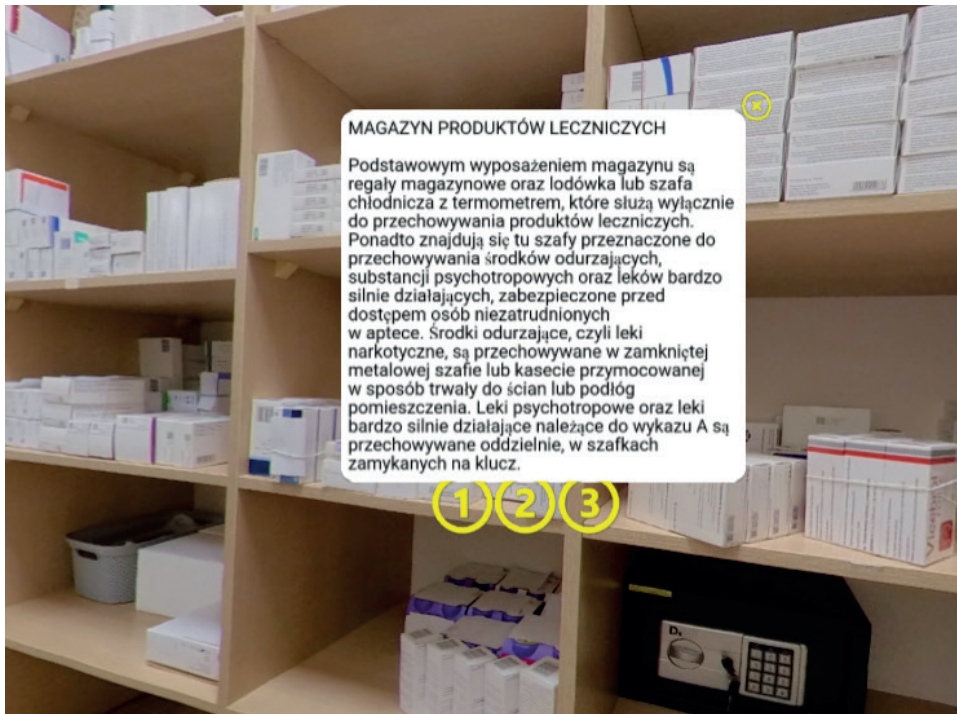 MAGAZYN PRODUKTÓW LECZNICZYCH
Podstawowym wyposażeniem magazynu są
regały magazynowe oraz lodówka lub szafa
chłodnicza z termometrem, które służą wyłącznie
do przechowywania produktów leczniczych.
Ponadto znajdują się tu szafy przeznaczone do
przechowywania środków odurzających,
substancji psychotropowych oraz leków bardzo
silnie działających, zabezpieczone przed
dostępem osób niezatrudnionych
w aptece. Środki odurzające, czyli leki
narkotyczne, są przechowywane w zamkniętej
metalowej szafie lub kasecie przymocowanej
w sposób trwały do ścian lub podłóg
pomieszczenia. Leki psychotropowe oraz leki
bardzo silnie działające należące do wykazu A są
przechowywane oddzielnie, w szafkach
zamykanych na klucz.
1 2 3